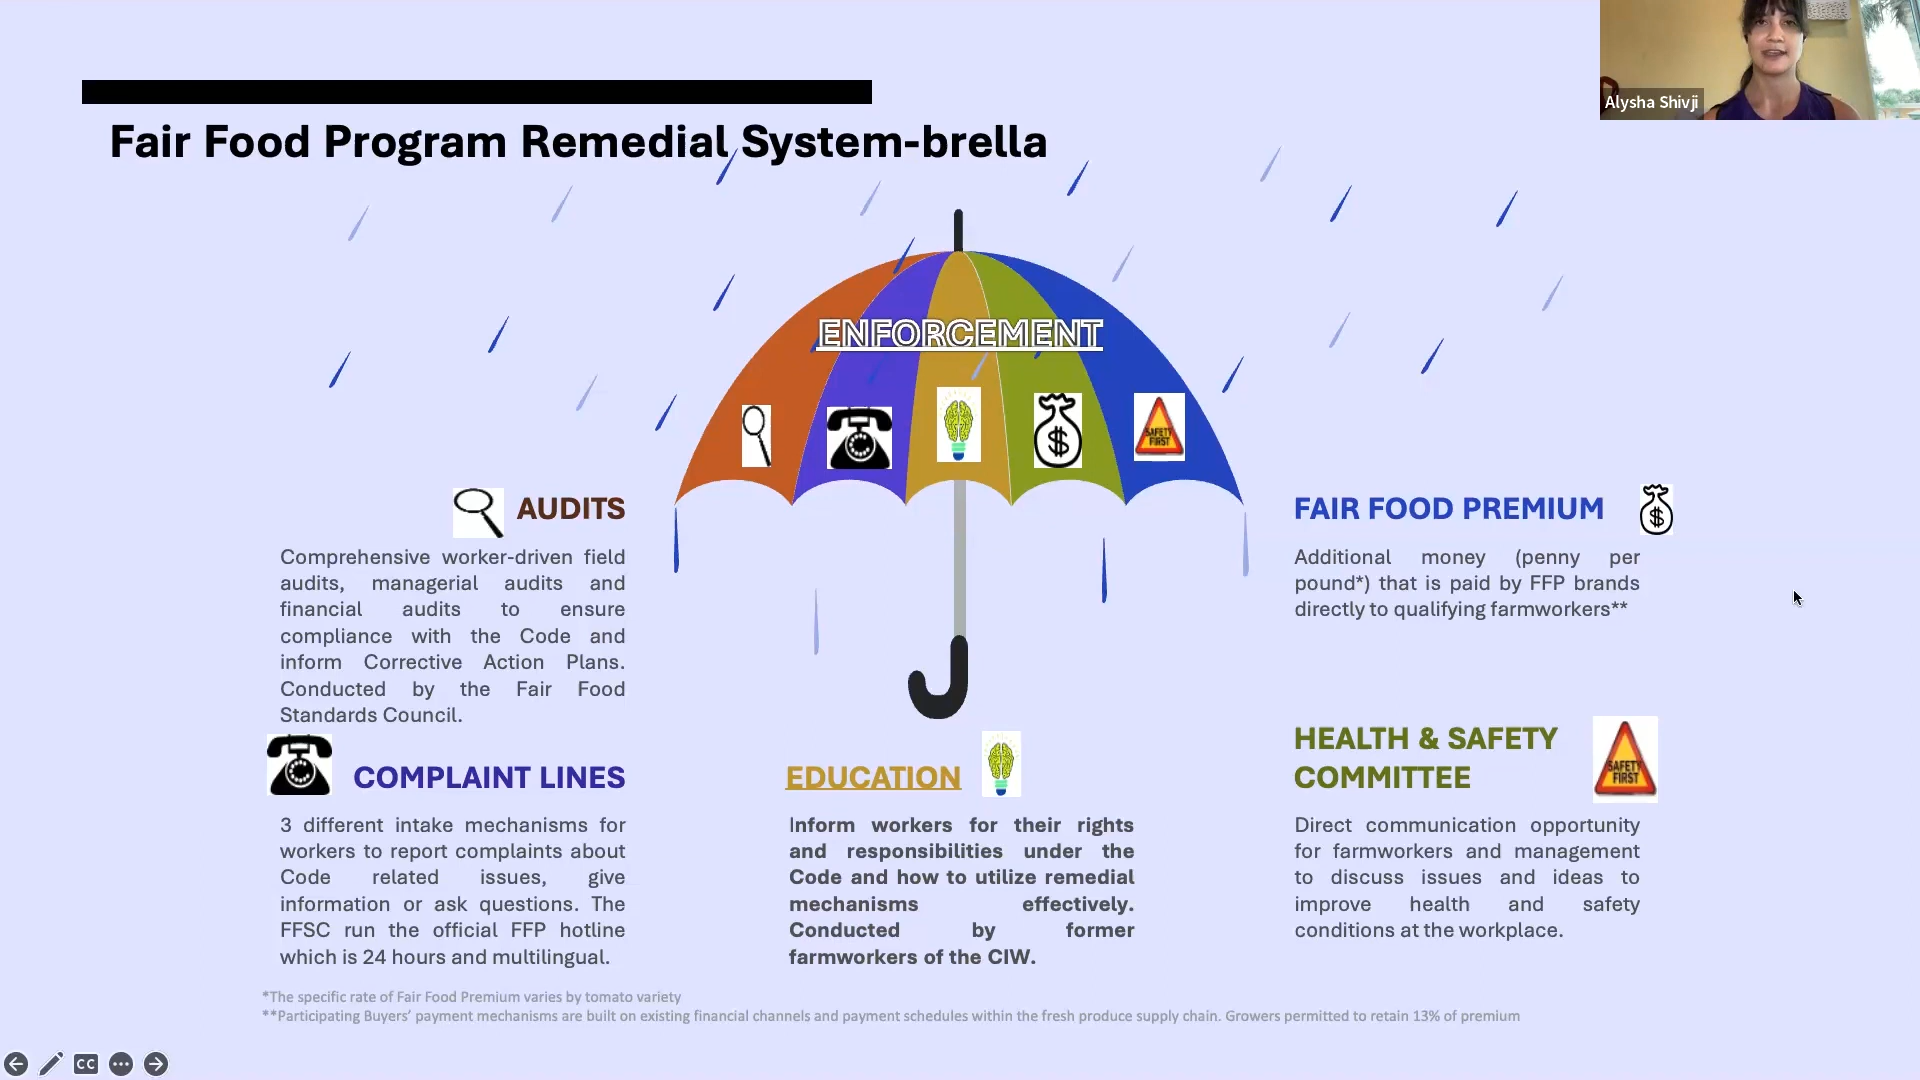 Alysha Shivji
Fair Food Program Remedial System-brella
ENFORCEMENT
SAFETY
FIRST
AUDITS
Comprehensive worker-driven field
audits, managerial audits and
financial audits to ensure
compliance with the Code and
inform Corrective Action Plans.
Conducted by the Fair Food
Standards Council.
COMPLAINT LINES
3 different intake mechanisms for
workers to report complaints about
Code related issues, give
information or ask questions. The
FFSC run the official FFP hotline
which is 24 hours and multilingual.
EDUCATION
Inform workers for their rights
and responsibilities under the
Code and how to utilize remedial
mechanisms effectively.
Conducted by former
farmworkers of the CIW.
FAIR FOOD PREMIUM
$
Additional money (penny per
pound*) that is paid by FFP brands
directly to qualifying farmworkers**
HEALTH & SAFETY
COMMITTEE
SAFETY
FIRST
Direct communication opportunity
for farmworkers and management
to discuss issues and ideas to
improve health and safety
conditions at the workplace.
*The specific rate of Fair Food Premium varies by tomato variety
**Participating Buyers' payment mechanisms are built on existing financial channels and payment schedules within the fresh produce supply chain. Growers permitted to retain 13% of premium
CC